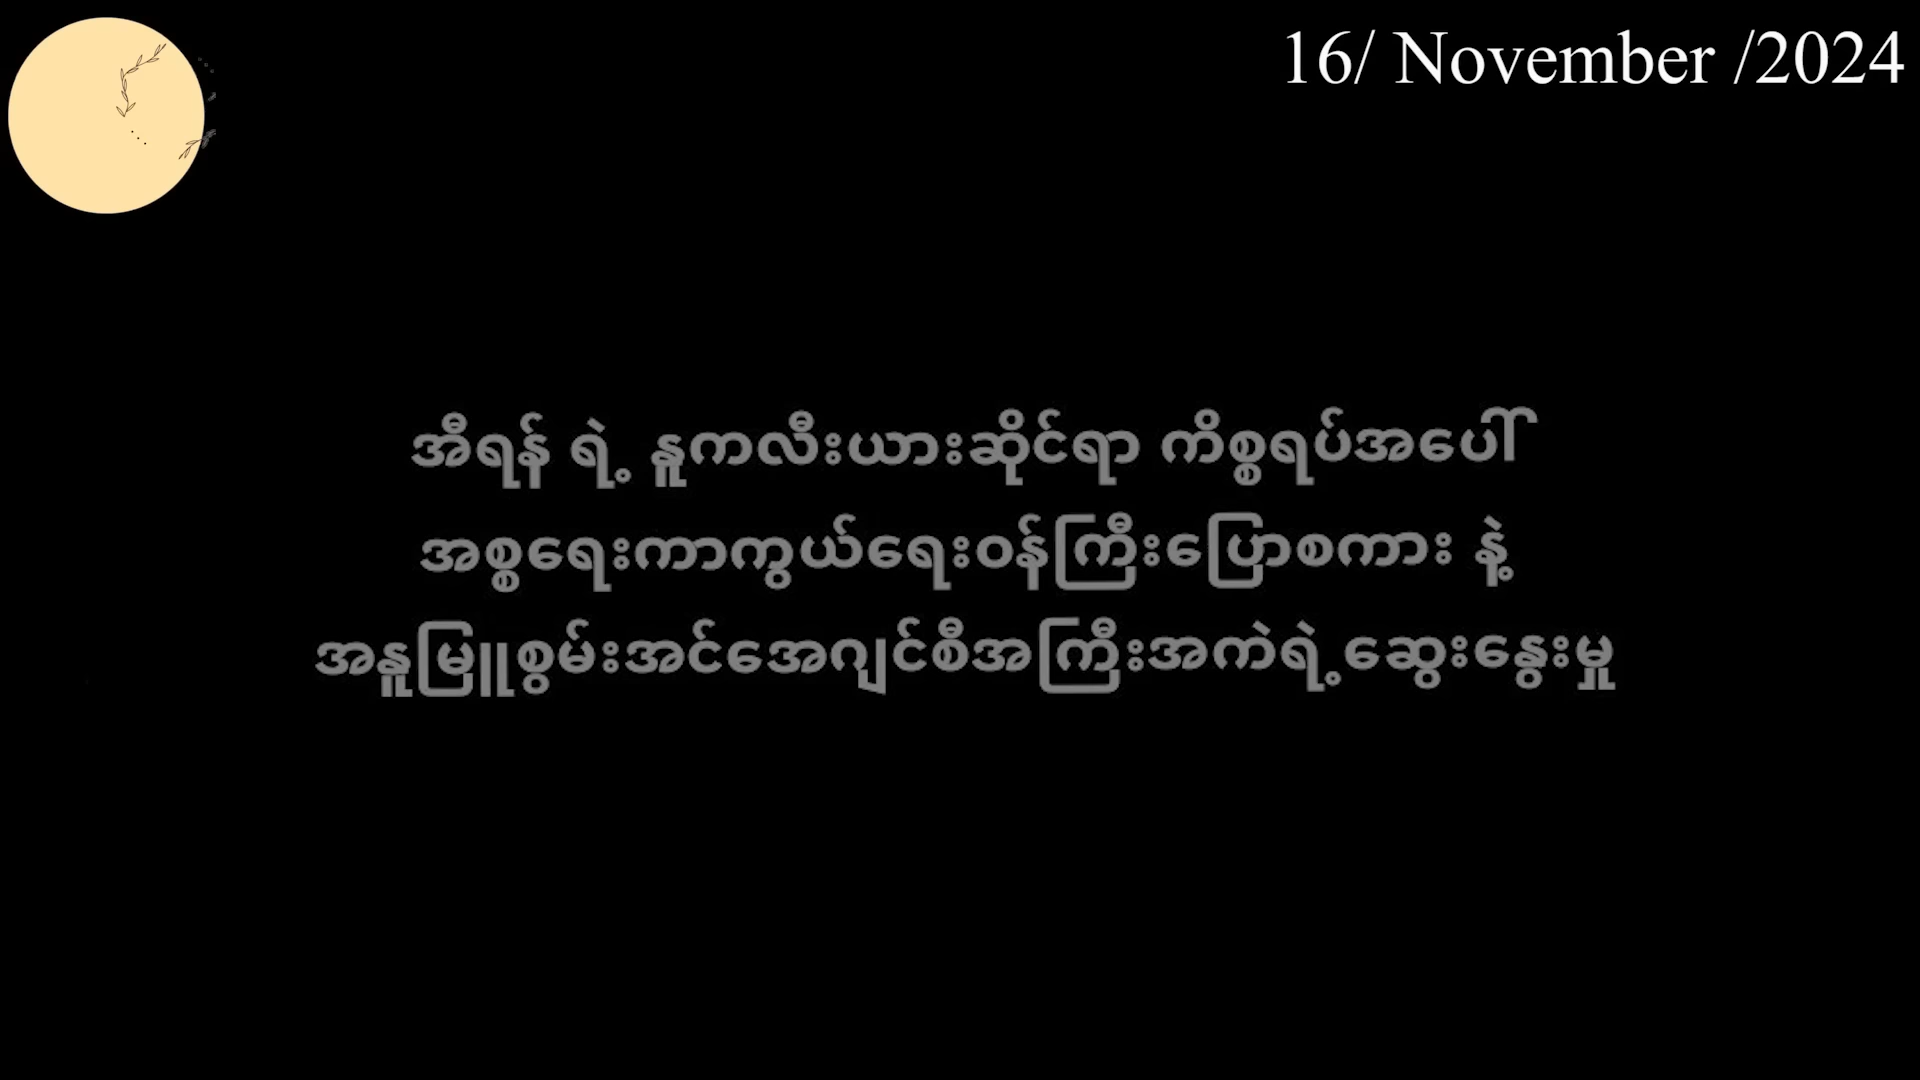 16/ November /2024
အီရန် ရဲ့ နူကလီးယားဆိုင်ရာ ကိစ္စရပ်အပေါ်
အစ္စရေးကာကွယ်ရေးဝန်ကြီးပြောစကား နဲ့
အနူမြူစွမ်းအင်အေဂျင်စီအကြီးအကဲရဲ့ဆွေးနွေးမှု